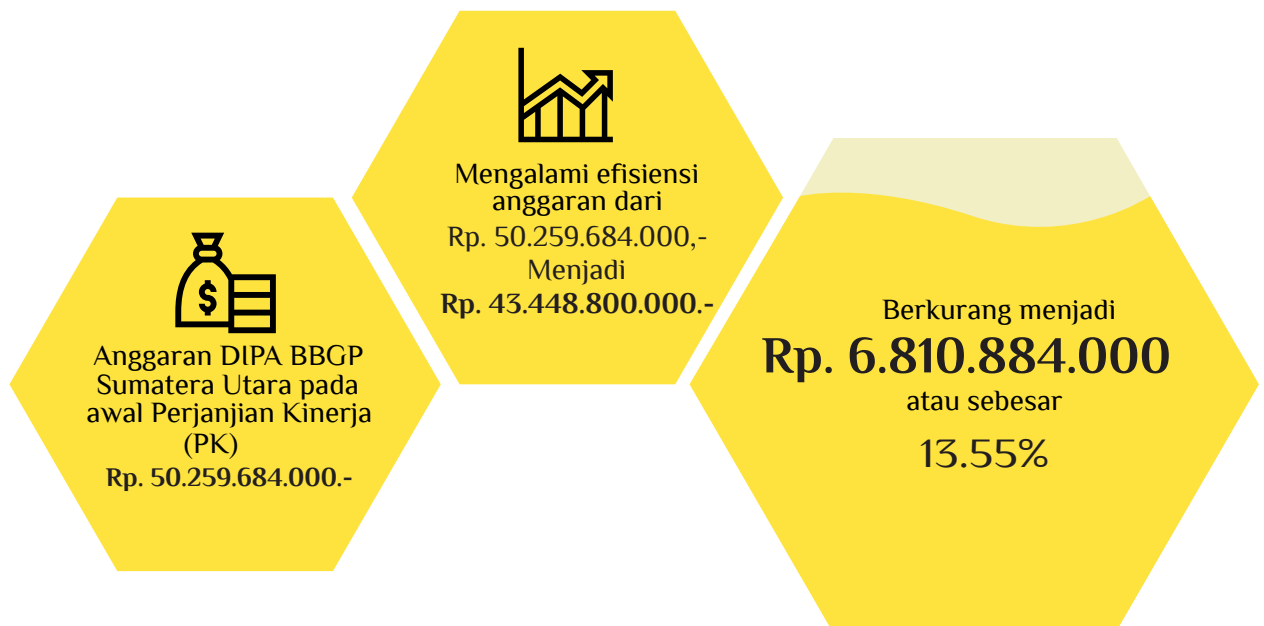 Anggaran DIPA BBGP
Sumatera Utara pada
awal Perjanjian Kinerja
(PK)
Rp. 50.259.684.000.-
Mengalami efisiensi
anggaran dari
Rp. 50.259.684.000,-
Menjadi
Rp. 43.448.800.000.-
Berkurang menjadi
Rp. 6.810.884.000
atau sebesar
13.55%